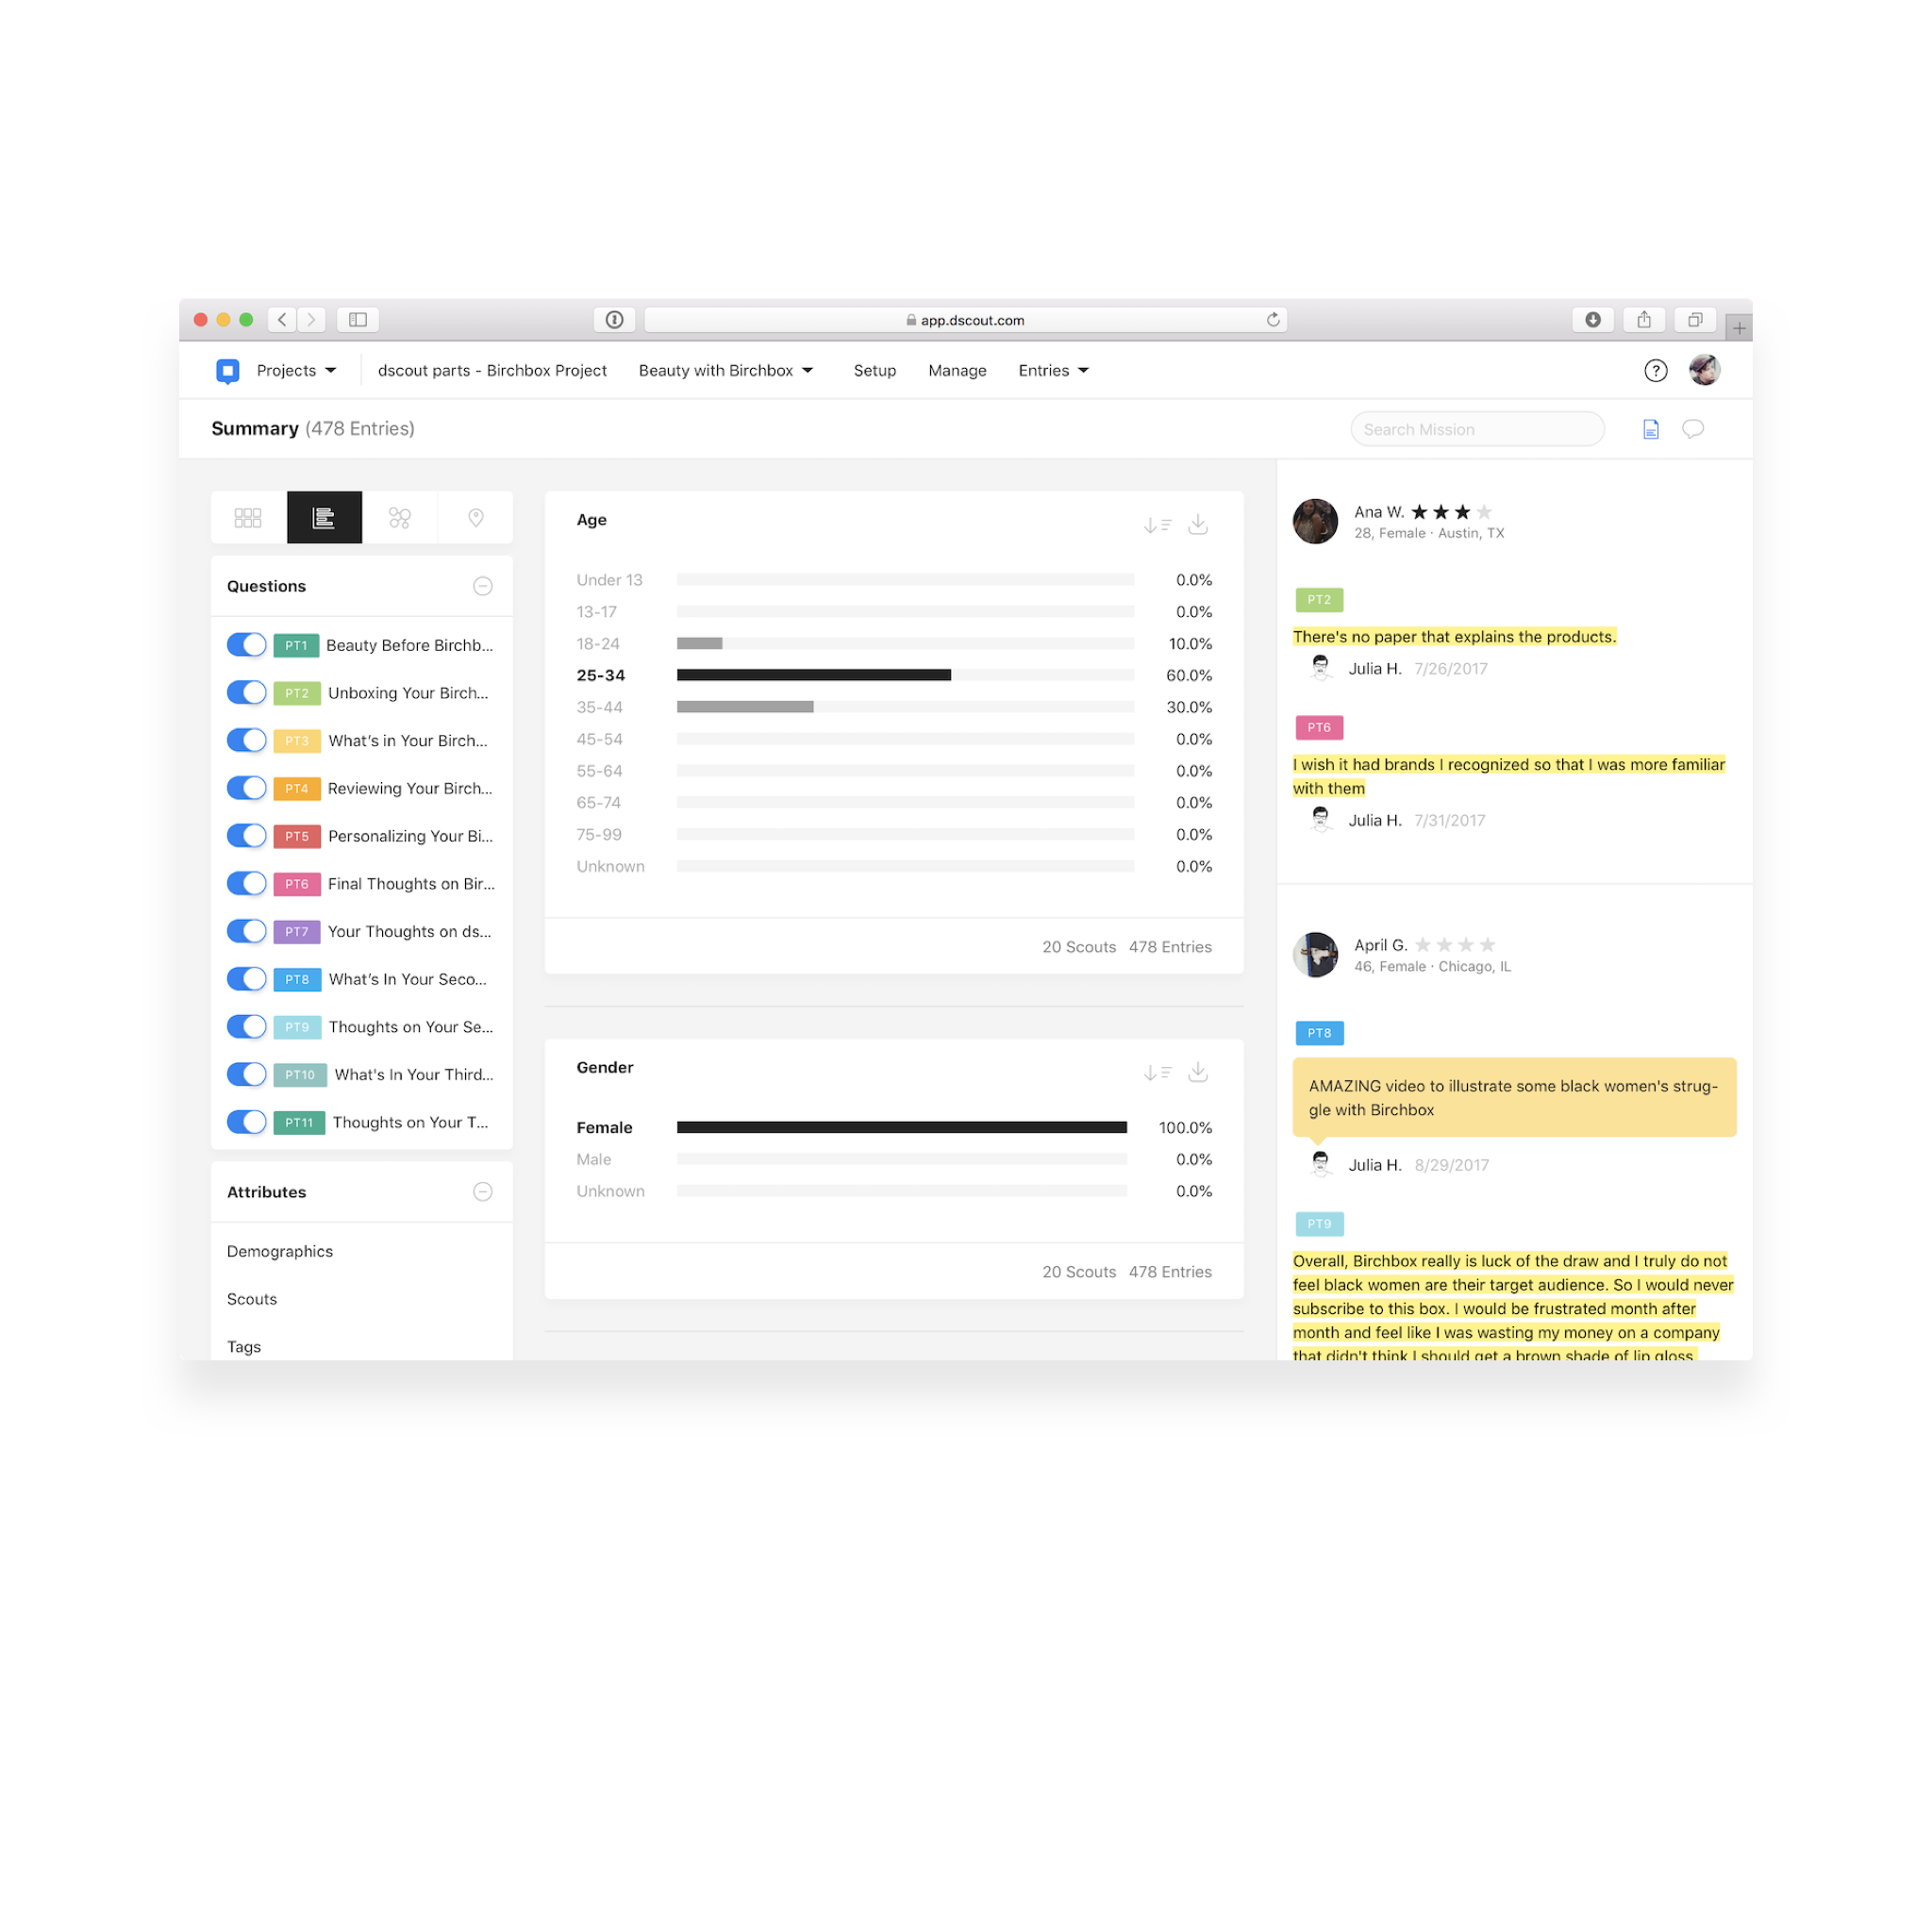 app.dscout.com
Projects
dscout parts - Birchbox Project
Beauty with Birchbox
Setup
Manage
Entries
?
Summary (478 Entries)
Search Mission
Questions
PT1 Beauty Before Birchb...
PT2 Unboxing Your Birch...
PT3 What's in Your Birch...
PT4 Reviewing Your Birch...
PT5 Personalizing Your Bi...
PT6 Final Thoughts on Bir...
PT7 Your Thoughts on ds...
PT8 What's In Your Seco...
PT9 Thoughts on Your Se...
PT10 What's In Your Third...
PT11 Thoughts on Your T...
Attributes
Demographics
Scouts
Tags
Age
Under 13 0.0%
13-17 0.0%
18-24 10.0%
25-34 60.0%
35-44 30.0%
45-54 0.0%
55-64 0.0%
65-74 0.0%
75-99 0.0%
Unknown 0.0%
20 Scouts 478 Entries
Gender
Female 100.0%
Male 0.0%
Unknown 0.0%
20 Scouts 478 Entries
Ana W.
28, Female · Austin, TX
PT2
There's no paper that explains the products.
Julia H. 7/26/2017
PT6
I wish it had brands I recognized so that I was more familiar
with them
Julia H. 7/31/2017
April G.
46, Female · Chicago, IL
PT8
AMAZING video to illustrate some black women's strug-
gle with Birchbox
Julia H. 8/29/2017
PT9
Overall, Birchbox really is luck of the draw and I truly do not
feel black women are their target audience. So I would never
subscribe to this box. I would be frustrated month after
month and feel like I was wasting my money on a company
that didn't think I should get a brown shade of lip gloss.